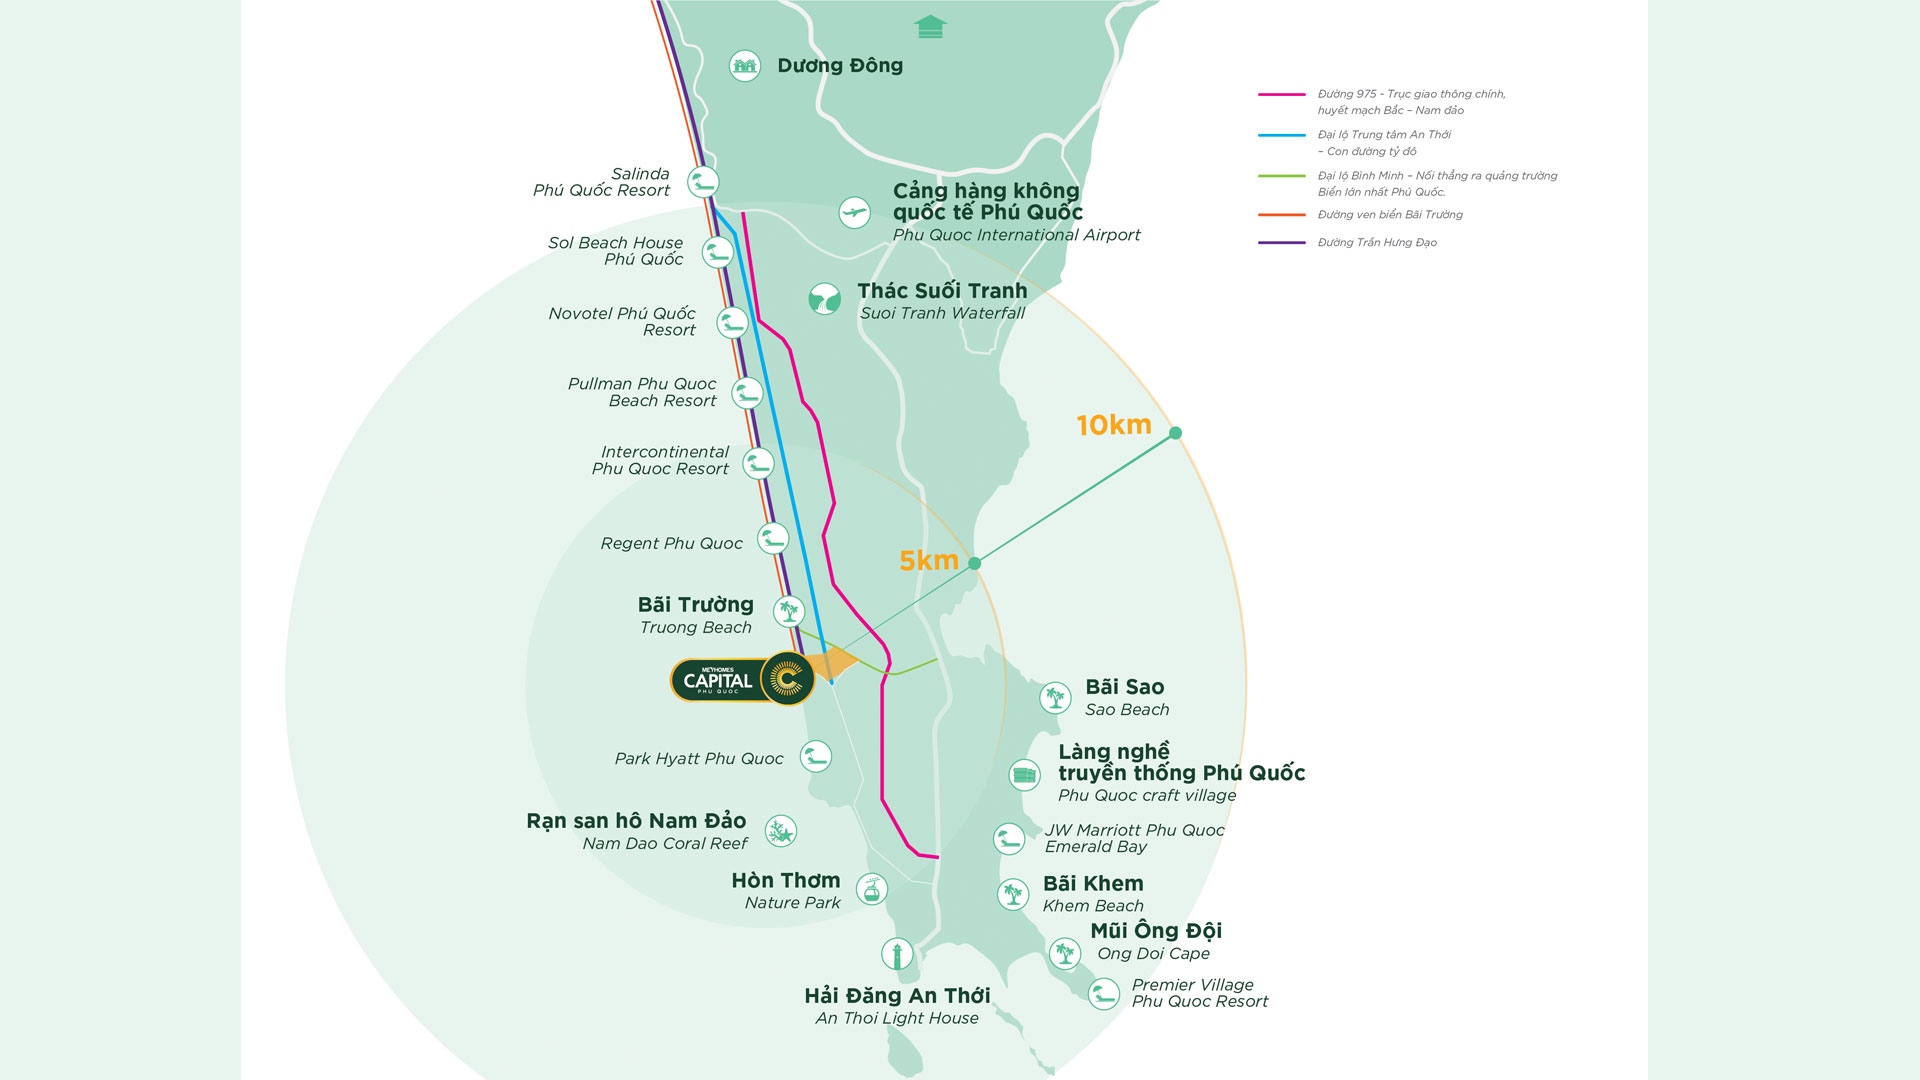 Dương Đông
Đường 975 - Trục giao thông chính,
huyết mạch Bắc – Nam đảo
Đại lộ Trung tâm An Thới
– Con đường tỷ đô
Đại lộ Bình Minh – Nối thẳng ra quảng trường
Biển lớn nhất Phú Quốc.
Đường ven biển Bãi Trường
Đường Trần Hưng Đạo
Salinda
Phú Quốc Resort
Cảng hàng không
quốc tế Phú Quốc
Phu Quoc International Airport
Sol Beach House
Phú Quốc
Thác Suối Tranh
Suoi Tranh Waterfall
Novotel Phú Quốc
Resort
Pullman Phu Quoc
Beach Resort
10km
Intercontinental
Phu Quoc Resort
Regent Phu Quoc
5km
Bãi Trường
Truong Beach
MEYHOMES
CAPITAL
PHU QUOC
Bãi Sao
Sao Beach
Park Hyatt Phu Quoc
Làng nghề
truyền thống Phú Quốc
Phu Quoc craft village
Rạn san hô Nam Đảo
Nam Dao Coral Reef
JW Marriott Phu Quoc
Emerald Bay
Hòn Thơm
Nature Park
Bãi Khem
Khem Beach
Mũi Ông Đội
Ong Doi Cape
Hải Đăng An Thới
An Thoi Light House
Premier Village
Phu Quoc Resort